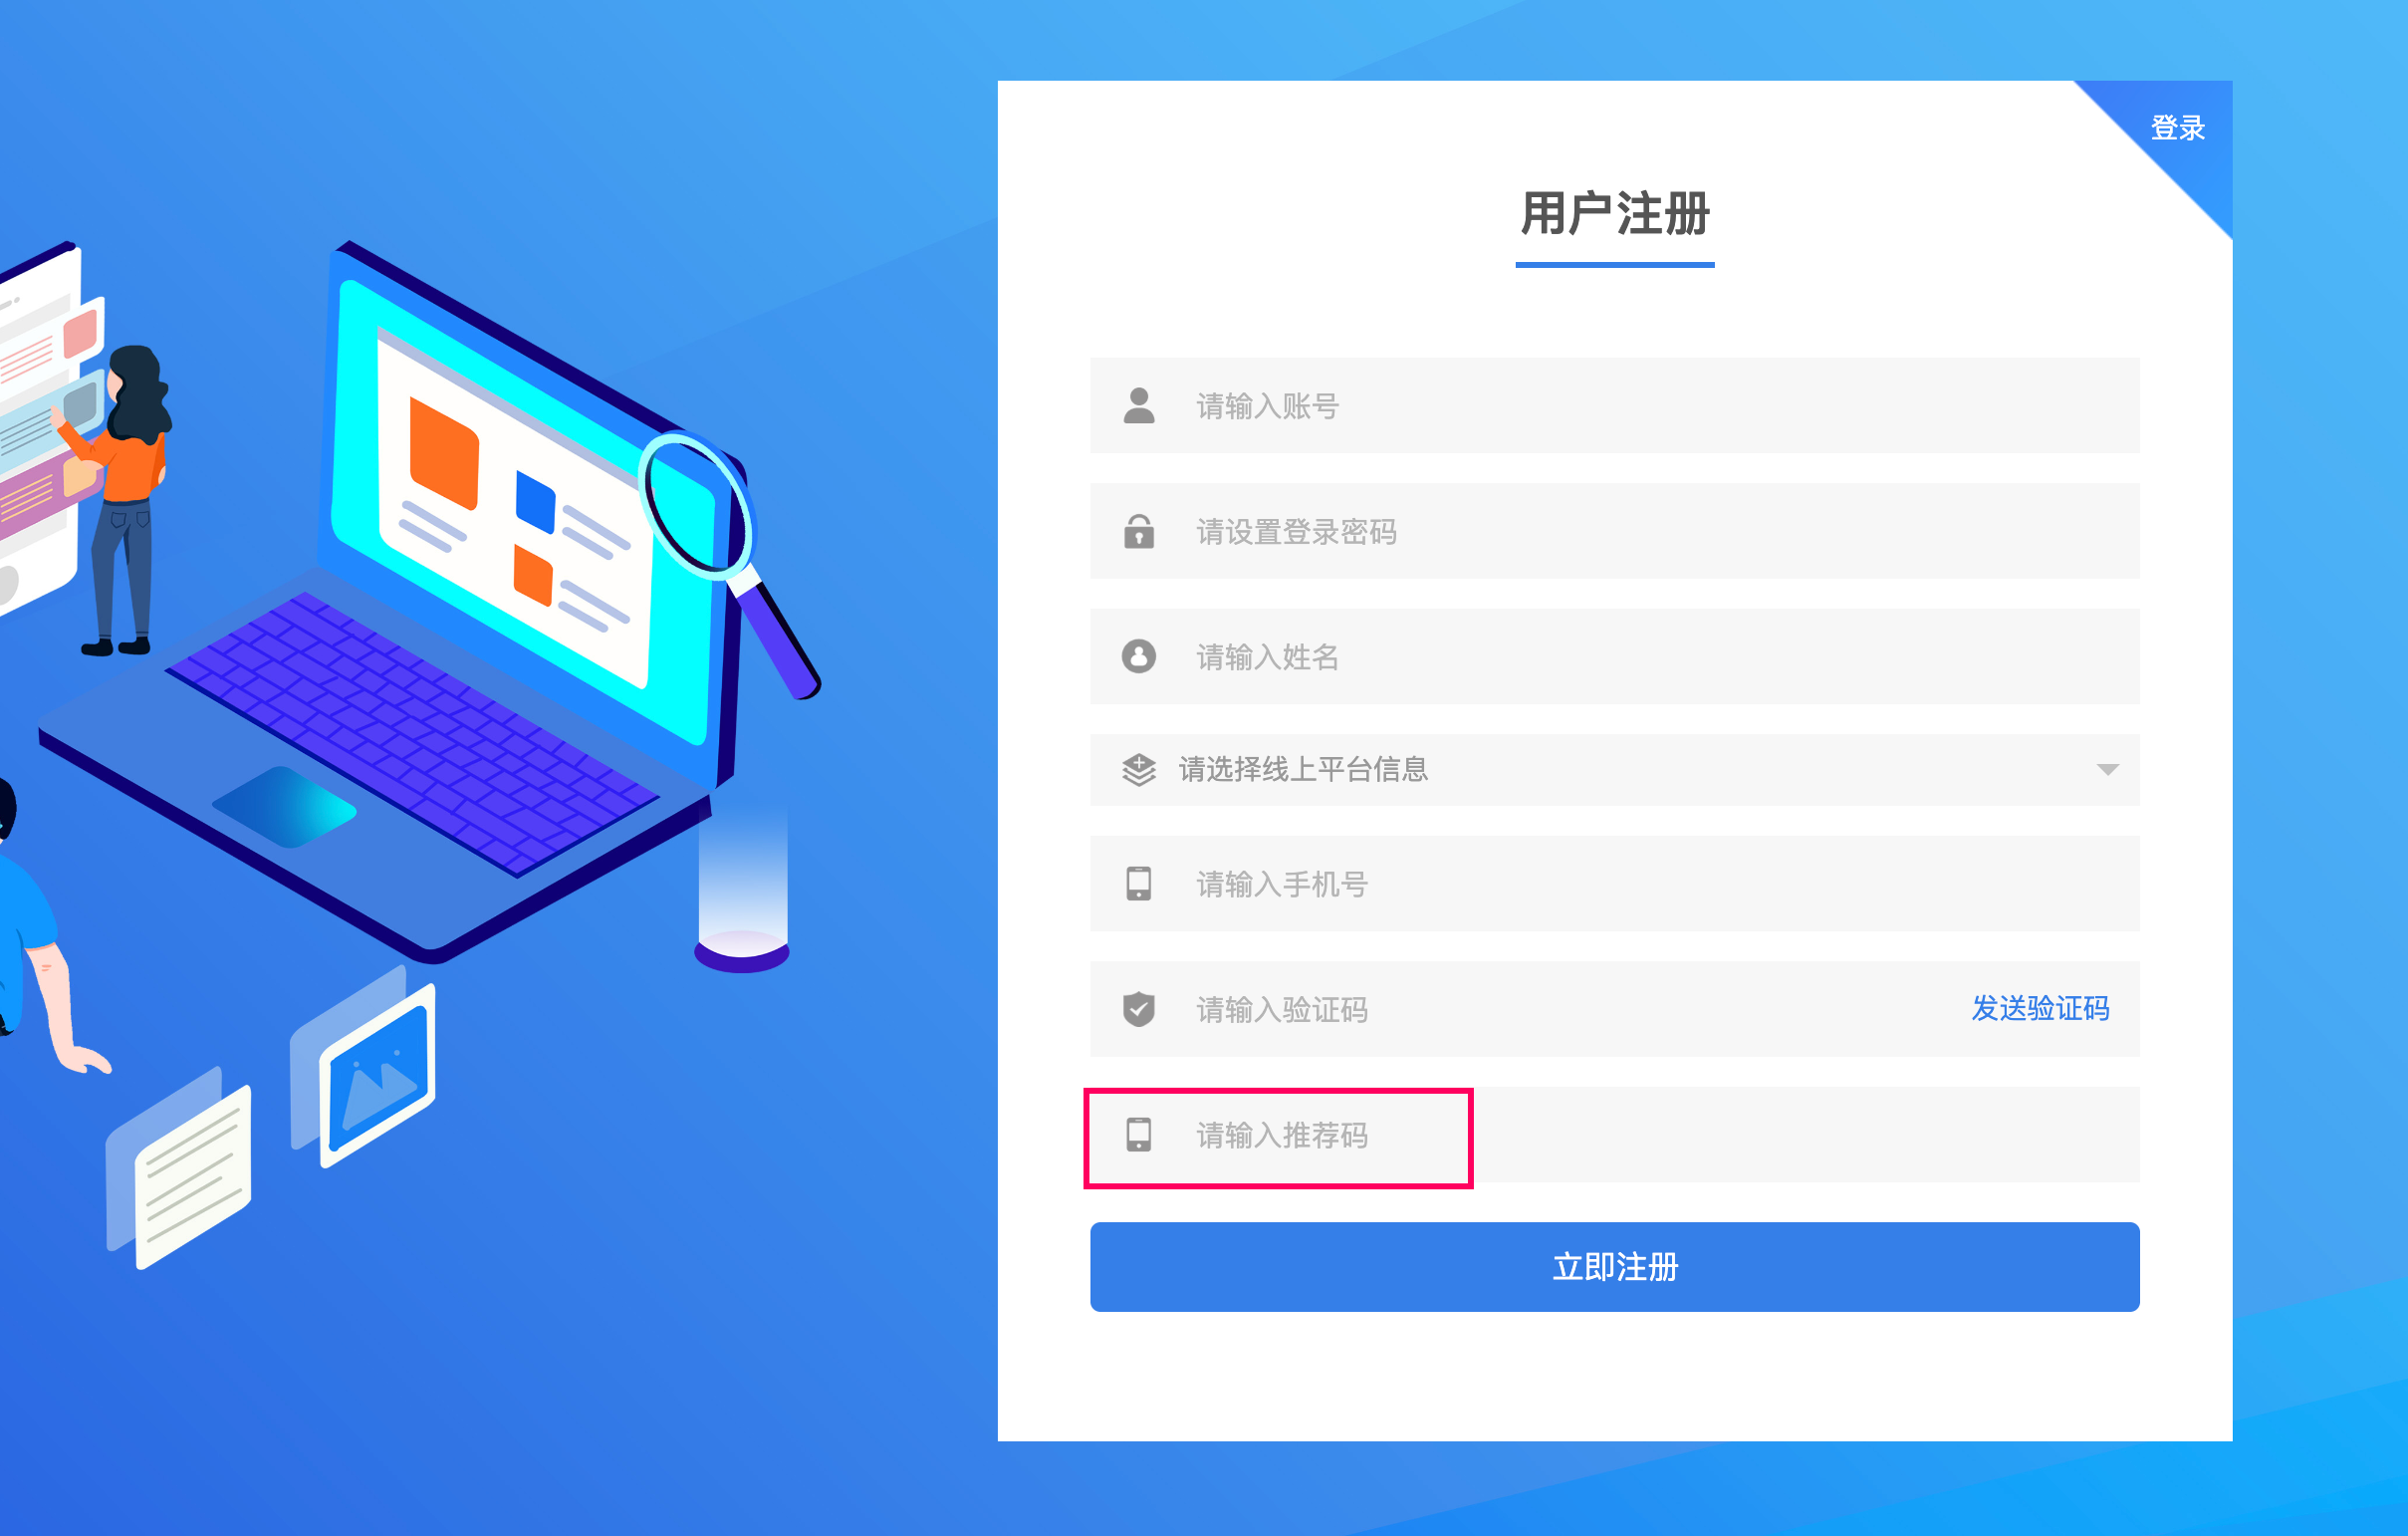 登录
用户注册
请输入账号
请设置登录密码
请输入姓名
请选择线上平台信息
请输入手机号
请输入验证码
发送验证码
请输入推荐码
立即注册